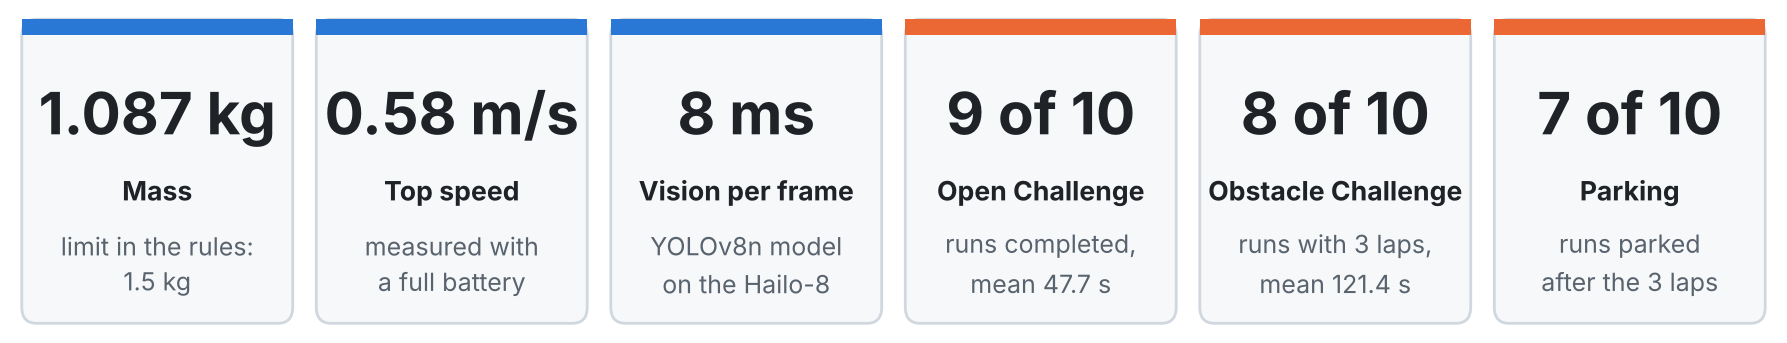 1.087 kg
Mass
limit in the rules:
1.5 kg
0.58 m/s
Top speed
measured with
a full battery
8 ms
Vision per frame
YOLOv8n model
on the Hailo-8
9 of 10
Open Challenge
runs completed,
mean 47.7 s
8 of 10
Obstacle Challenge
runs with 3 laps,
mean 121.4 s
7 of 10
Parking
runs parked
after the 3 laps